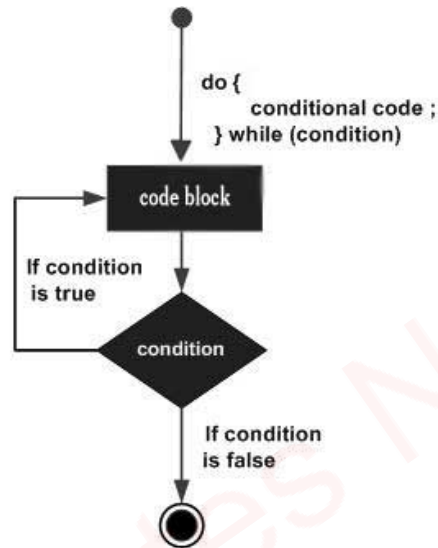 do {
conditional code ;
} while (condition)
code block
If condition
is true
condition
If condition
is false